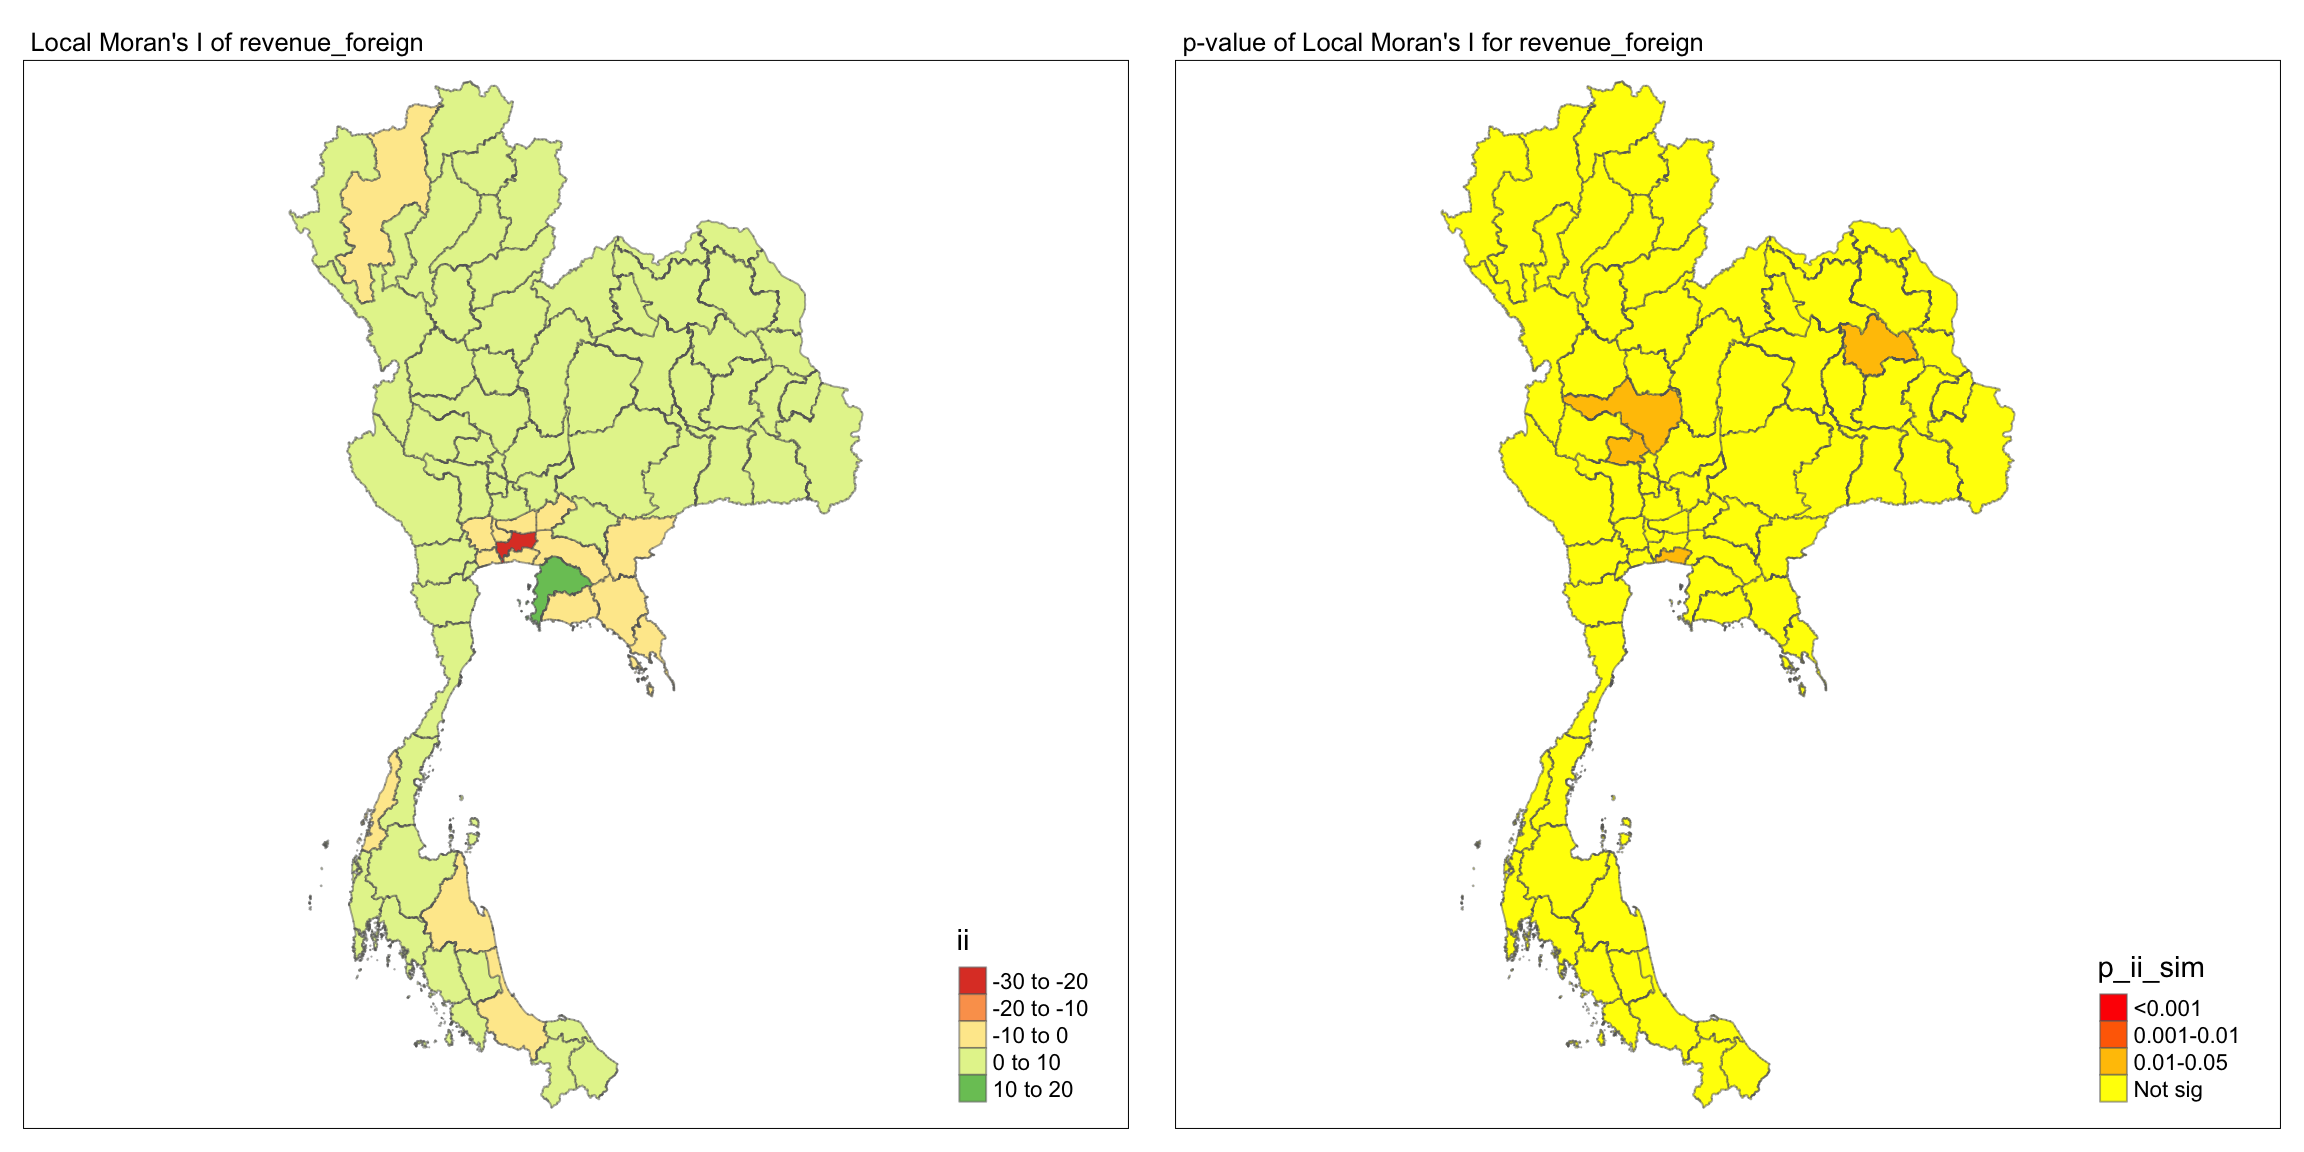 Local Moran's I of revenue_foreign
ii
-30 to -20
-20 to -10
-10 to 0
0 to 10
10 to 20
p-value of Local Moran's I for revenue_foreign
p_ii_sim
<0.001
0.001-0.01
0.01-0.05
Not sig